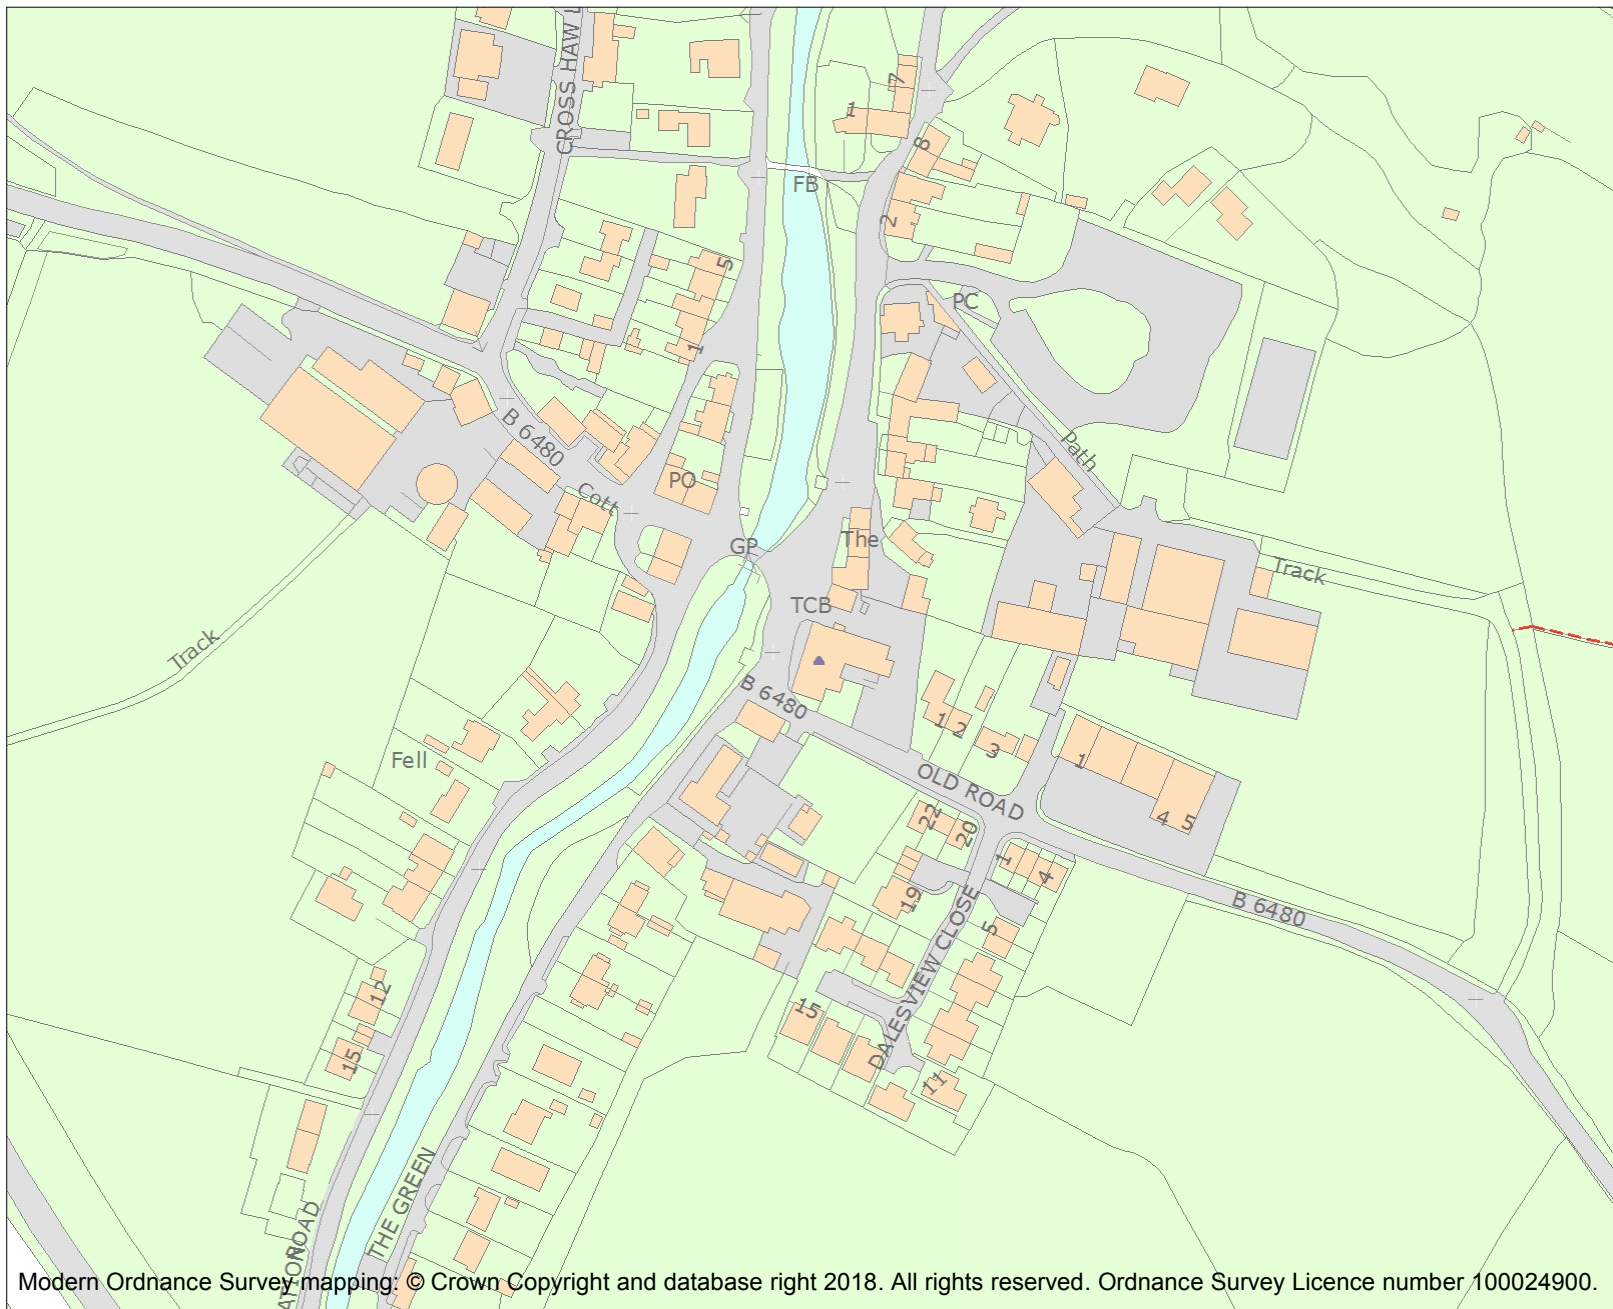 CROSS HAW L
7
1
8
FB
2
5
PC
1
B 6480
Path
PO
Cott
GP
The
TCB
Track
Track
B 6480
1
2
3
Fell
1
OLD ROAD
4
5
22
20
1
4
19
5
B 6480
DALESVIEW CLOSE
12
15
15
11
THE GREEN
ROAD
Modern Ordnance Survey mapping: © Crown Copyright and database right 2018. All rights reserved. Ordnance Survey Licence number 100024900.